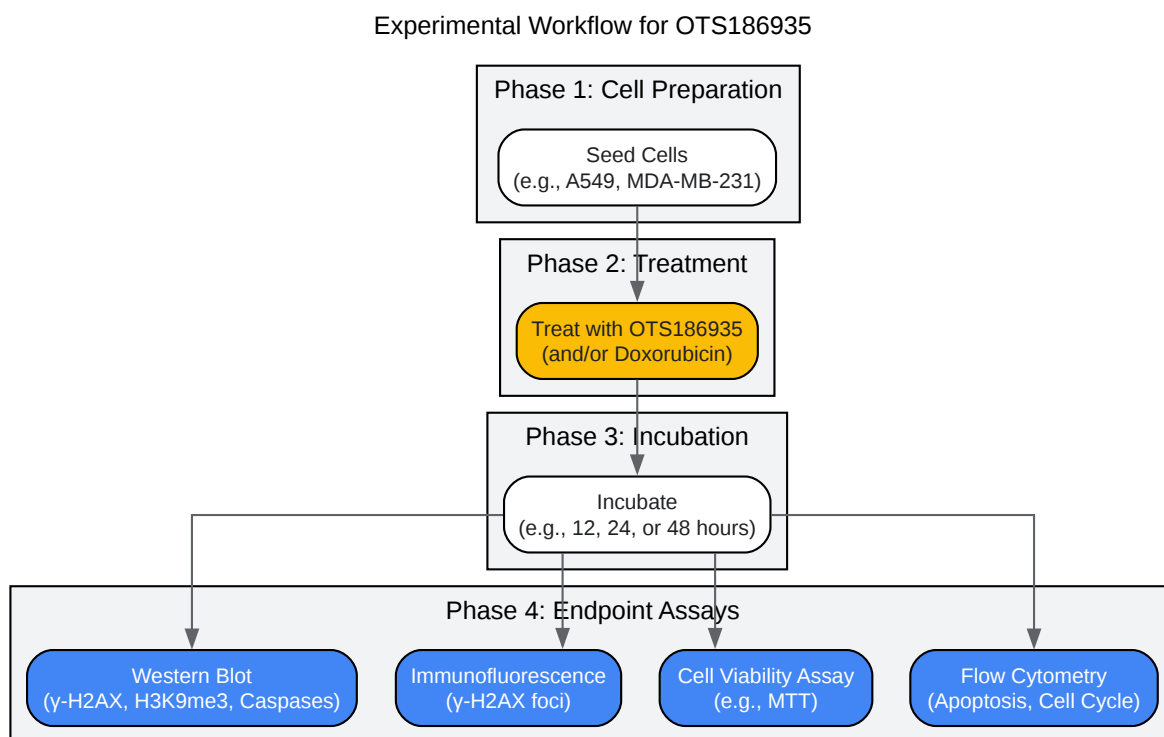 Experimental Workflow for OTS186935
Phase 1: Cell Preparation
Seed Cells
(e.g., A549, MDA-MB-231)
Phase 2: Treatment
Treat with OTS186935
(and/or Doxorubicin)
Phase 3: Incubation
Incubate
(e.g., 12, 24, or 48 hours)
Phase 4: Endpoint Assays
Western Blot
(γ-H2AX, H3K9me3, Caspases)
Immunofluorescence
(γ-H2AX foci)
Cell Viability Assay
(e.g., MTT)
Flow Cytometry
(Apoptosis, Cell Cycle)